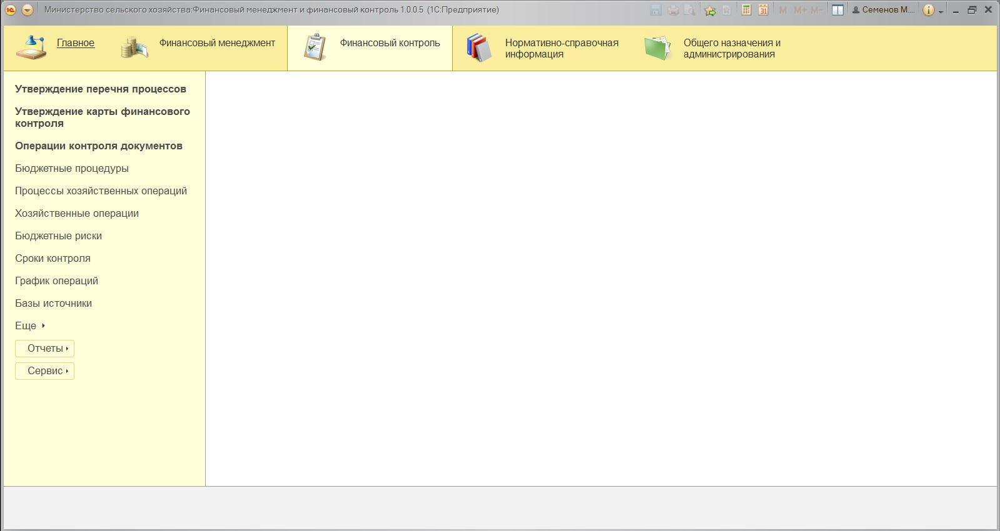 Министерство сельского хозяйства:Финансовый менеджмент и финансовый контроль 1.0.0.5 (1С:Предприятие)
31
M M+ M-
Семенов М....
Главное
Финансовый менеджмент
Финансовый контроль
Нормативно-справочная
информация
Общего назначения и
администрирования
Утверждение перечня процессов
Утверждение карты финансового
контроля
Операции контроля документов
Бюджетные процедуры
Процессы хозяйственных операций
Хозяйственные операции
Бюджетные риски
Сроки контроля
График операций
Базы источники
Еще
Отчеты
Сервис